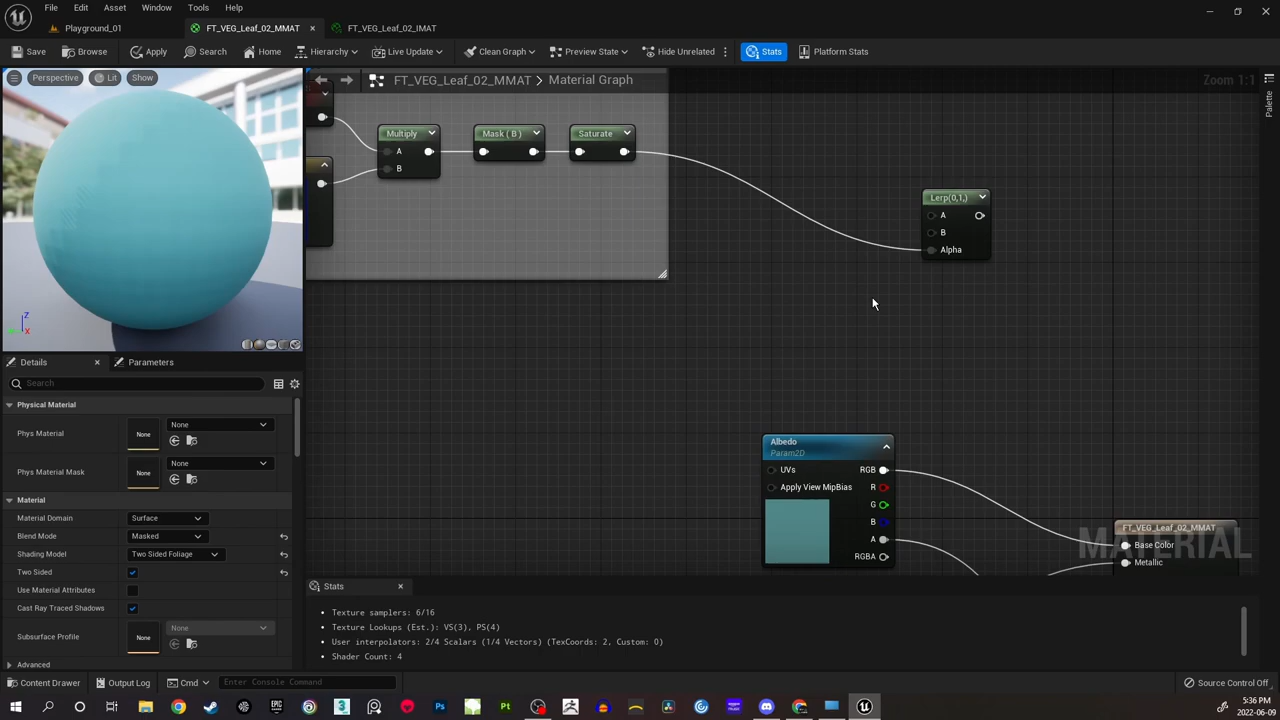 File Edit Asset Window Tools Help
Playground_01
FT_VEG_Leaf_02_MMAT
FT_VEG_Leaf_02_IMAT
Save Browse Apply Search Home Hierarchy Live Update Clean Graph Preview State Hide Unrelated Stats Platform Stats
Perspective Lit Show
FT_VEG_Leaf_02_MMAT > Material Graph
Zoom 1:1
Palette
Multiply
A
B
Mask ( B )
Saturate
Lerp(0,1,)
A
B
Alpha
Z
X
Details
Parameters
Search
Physical Material
Phys Material
None
None
Phys Material Mask
None
None
Material
Material Domain
Surface
Blend Mode
Masked
Shading Model
Two Sided Foliage
Two Sided
Use Material Attributes
Cast Ray Traced Shadows
Subsurface Profile
None
None
Advanced
Albedo
Param2D
UVs
RGB
Apply View MipBias
R
G
B
A
RGBA
FT_VEG_Leaf_02_MMAT
MATERIAL
Base Color
Metallic
Stats
Texture samplers: 6/16
Texture Lookups (Est.): VS(3), PS(4)
User interpolators: 2/4 Scalars (1/4 Vectors) (TexCoords: 2, Custom: 0)
Shader Count: 4
Content Drawer Output Log Cmd Enter Console Command
Source Control Off
5:36 PM
2022-06-09